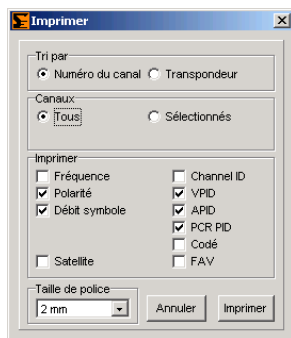 Imprimer
Tri par
Numéro du canal Transpondeur
Canaux
Tous Sélectionnés
Imprimer
Fréquence Channel ID
Polarité VPID
Débit symbole APID
PCR PID
Codé
Satellite FAV
Taille de police
2 mm Annuler Imprimer